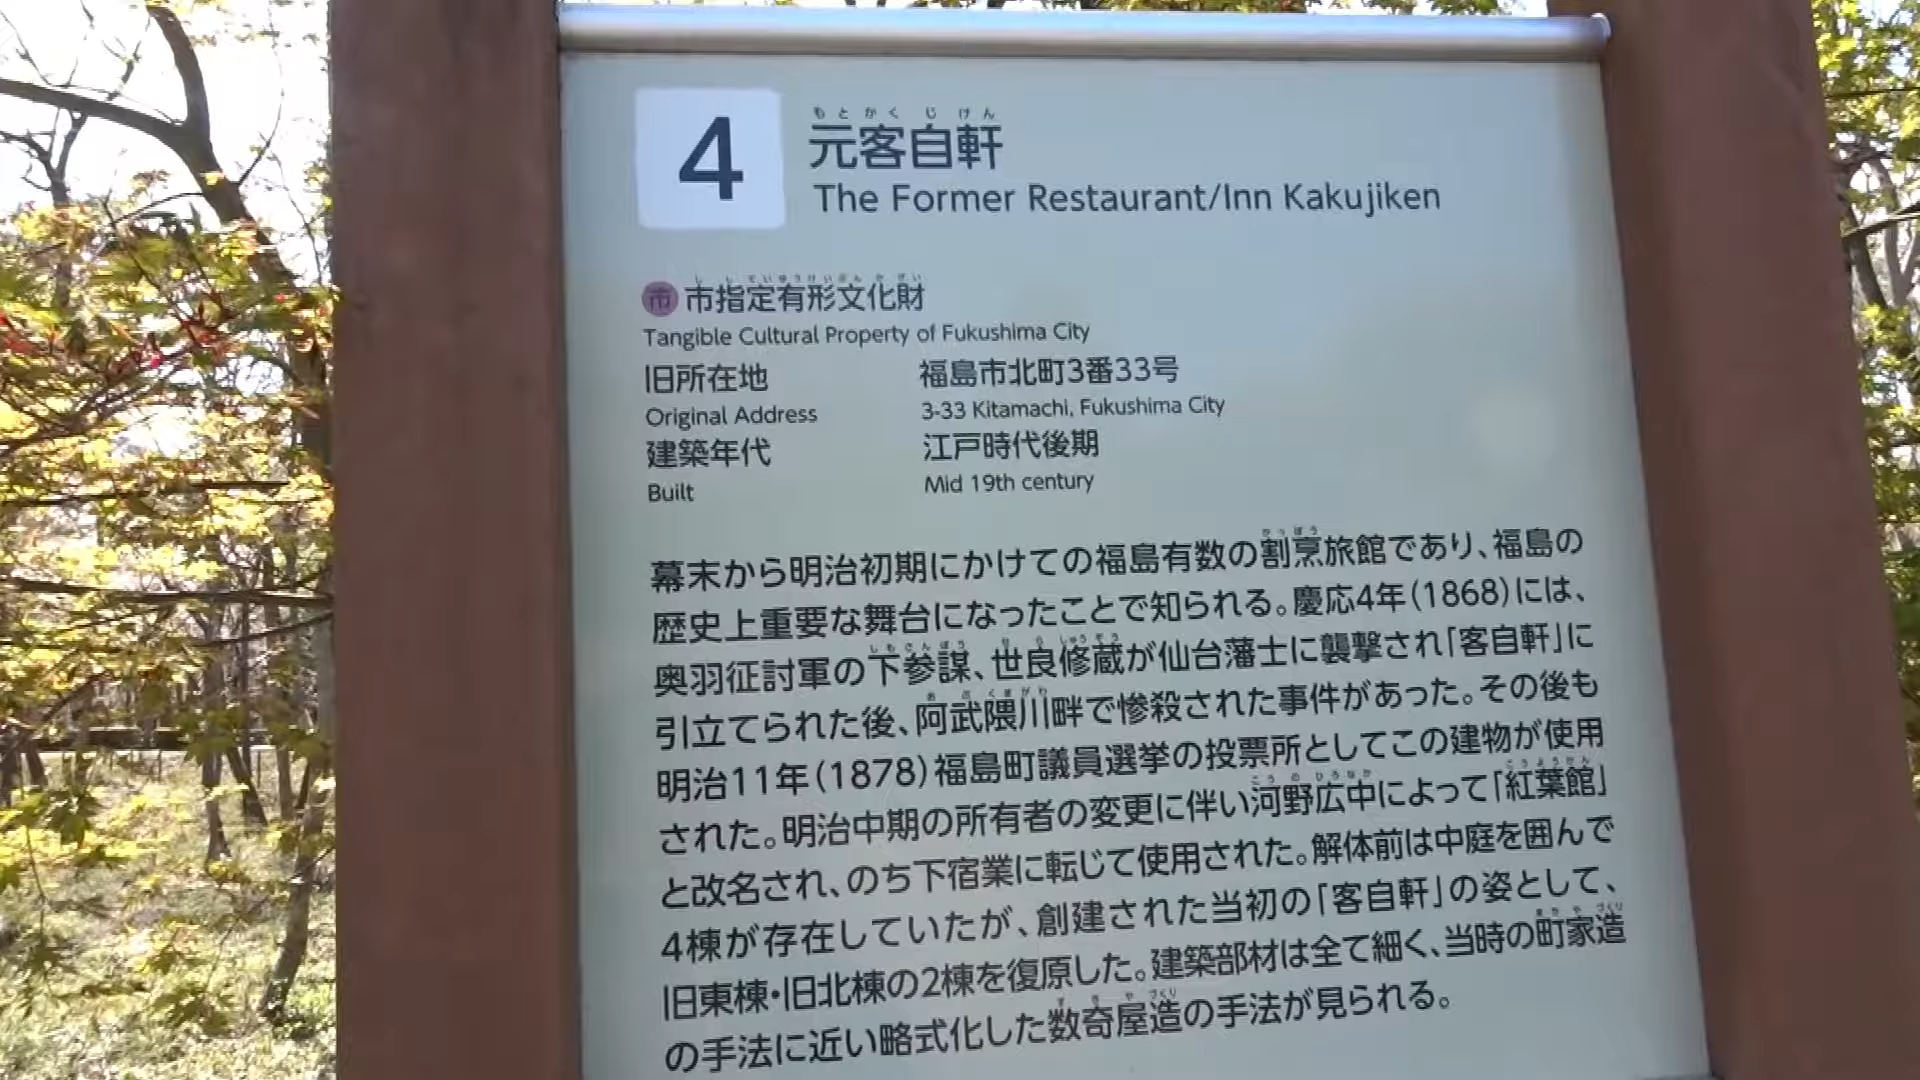 4
もとかくじけん
元客自軒
The Former Restaurant/Inn Kakujiken
市 市指定有形文化財
Tangible Cultural Property of Fukushima City
旧所在地 福島市北町3番33号
Original Address 3-33 Kitamachi, Fukushima City
建築年代 江戸時代後期
Built Mid 19th century
幕末から明治初期にかけての福島有数の割烹旅館であり、福島の
歴史上重要な舞台になったことで知られる。慶応4年(1868)には、
奥羽征討軍の下参謀、世良修蔵が仙台藩士に襲撃され「客自軒」に
引立てられた後、阿武隈川畔で惨殺された事件があった。その後も
明治11年(1878)福島町議員選挙の投票所としてこの建物が使用
された。明治中期の所有者の変更に伴い河野広中によって「紅葉館」
と改名され、のち下宿業に転じて使用された。解体前は中庭を囲んで
4棟が存在していたが、創建された当初の「客自軒」の姿として、
旧東棟・旧北棟の2棟を復原した。建築部材は全て細く、当時の町家造
の手法に近い略式化した数奇屋造の手法が見られる。